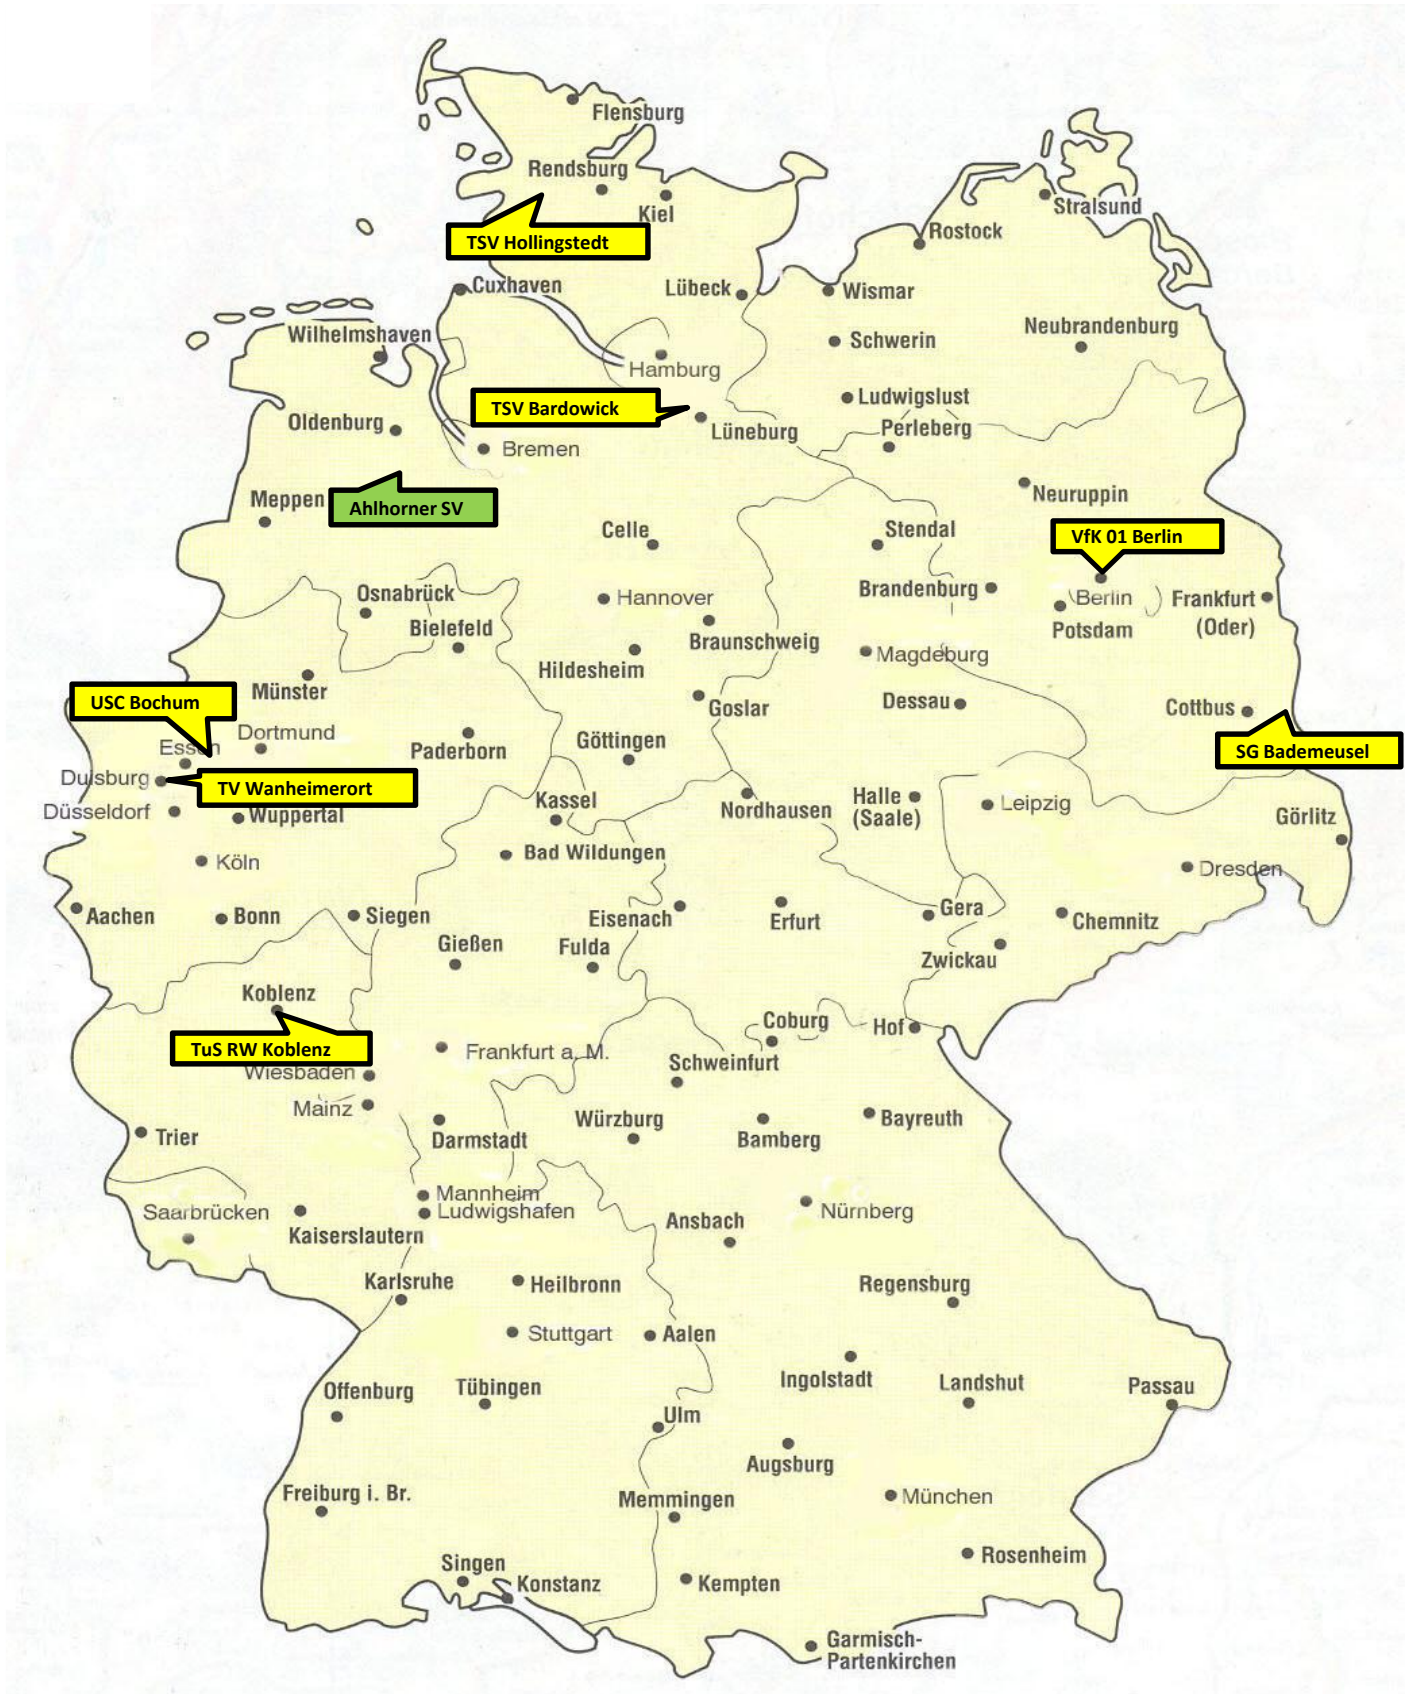 Flensburg
Rendsburg
Kiel
Stralsund
TSV Hollingstedt
Rostock
Cuxhaven
Lübeck
Wismar
Wilhelmshaven
Neubrandenburg
Schwerin
Hamburg
TSV Bardowick
Ludwigslust
Oldenburg
Lüneburg
Perleberg
Bremen
Meppen
Ahlhorner SV
Neuruppin
Celle
Stendal
VfK 01 Berlin
Osnabrück
Hannover
Brandenburg
Berlin
Frankfurt
(Oder)
Bielefeld
Braunschweig
Potsdam
Hildesheim
Magdeburg
Münster
USC Bochum
Goslar
Dessau
Cottbus
Dortmund
Essen
Paderborn
Göttingen
SG Bademeusel
Duisburg
TV Wanheimerort
Kassel
Nordhausen
Halle
(Saale)
Leipzig
Düsseldorf
Wuppertal
Görlitz
Köln
Bad Wildungen
Dresden
Aachen
Bonn
Siegen
Eisenach
Erfurt
Gera
Chemnitz
Gießen
Fulda
Zwickau
Koblenz
Coburg
Hof
TuS RW Koblenz
Frankfurt a. M.
Schweinfurt
Wiesbaden
Mainz
Würzburg
Bamberg
Bayreuth
Trier
Darmstadt
Mannheim
Ludwigshafen
Saarbrücken
Kaiserslautern
Ansbach
Nürnberg
Karlsruhe
Heilbronn
Regensburg
Stuttgart
Aalen
Offenburg
Tübingen
Ingolstadt
Landshut
Passau
Ulm
Augsburg
Freiburg i. Br.
Memmingen
München
Singen
Konstanz
Kempten
Rosenheim
Garmisch-
Partenkirchen